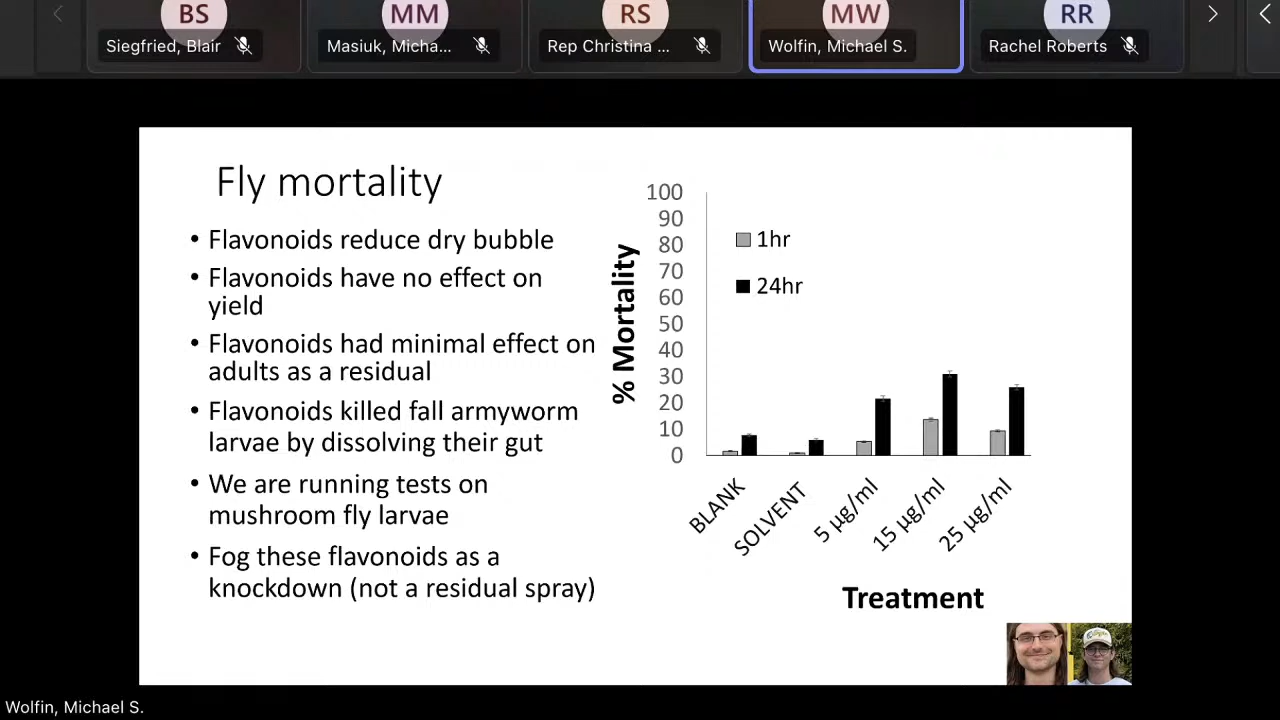 BS
MM
RS
MW
RR
Siegfried, Blair
Masiuk, Micha...
Rep Christina ...
Wolfin, Michael S.
Rachel Roberts
Fly mortality
• Flavonoids reduce dry bubble
• Flavonoids have no effect on
yield
• Flavonoids had minimal effect on
adults as a residual
• Flavonoids killed fall armyworm
larvae by dissolving their gut
• We are running tests on
mushroom fly larvae
• Fog these flavonoids as a
knockdown (not a residual spray)
% Mortality
100
90
80
70
60
50
40
30
20
10
0
1hr
24hr
BLANK
SOLVENT
5 µg/ml
15 µg/ml
25 µg/ml
Treatment
Wolfin, Michael S.